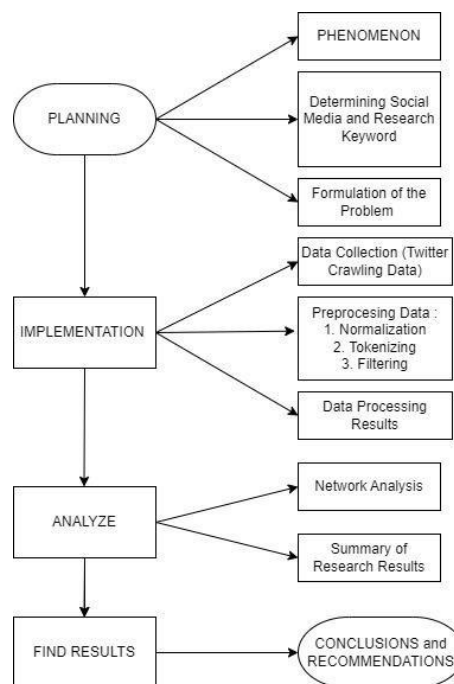 PHENOMENON
PLANNING
Determining Social
Media and Research
Keyword
Formulation of the
Problem
Data Collection (Twitter
Crawling Data)
IMPLEMENTATION
Preprocesing Data :
1. Normalization
2. Tokenizing
3. Filtering
Data Processing
Results
Network Analysis
ANALYZE
Summary of
Research Results
FIND RESULTS
CONCLUSIONS and
RECOMMENDATIONS